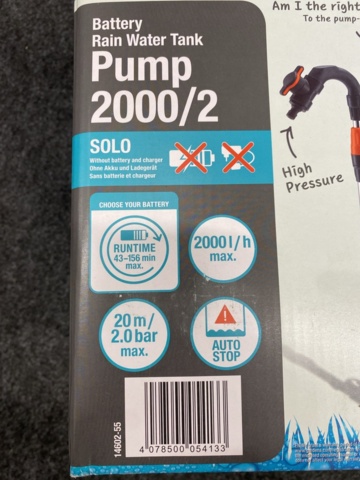 Battery
Rain Water Tank
Pump
2000/2
SOLO
Without battery and charger
Ohne Akku und Ladegerät
Sans batterie et chargeur
CHOOSE YOUR BATTERY
RUNTIME
43–156 min
max.
2000 l/h
max.
20 m/
2.0 bar
max.
AUTO
STOP
14602-55
4 078500 054133
Am I the right
To the pump-
High
Pressure